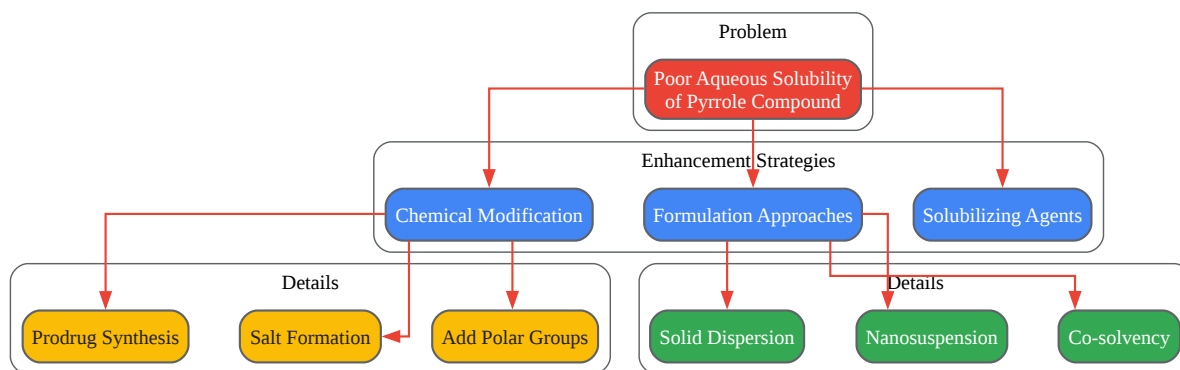 Problem
Poor Aqueous Solubility
of Pyrrole Compound
Enhancement Strategies
Chemical Modification
Formulation Approaches
Solubilizing Agents
Details
Details
Prodrug Synthesis
Salt Formation
Add Polar Groups
Solid Dispersion
Nanosuspension
Co-solvency